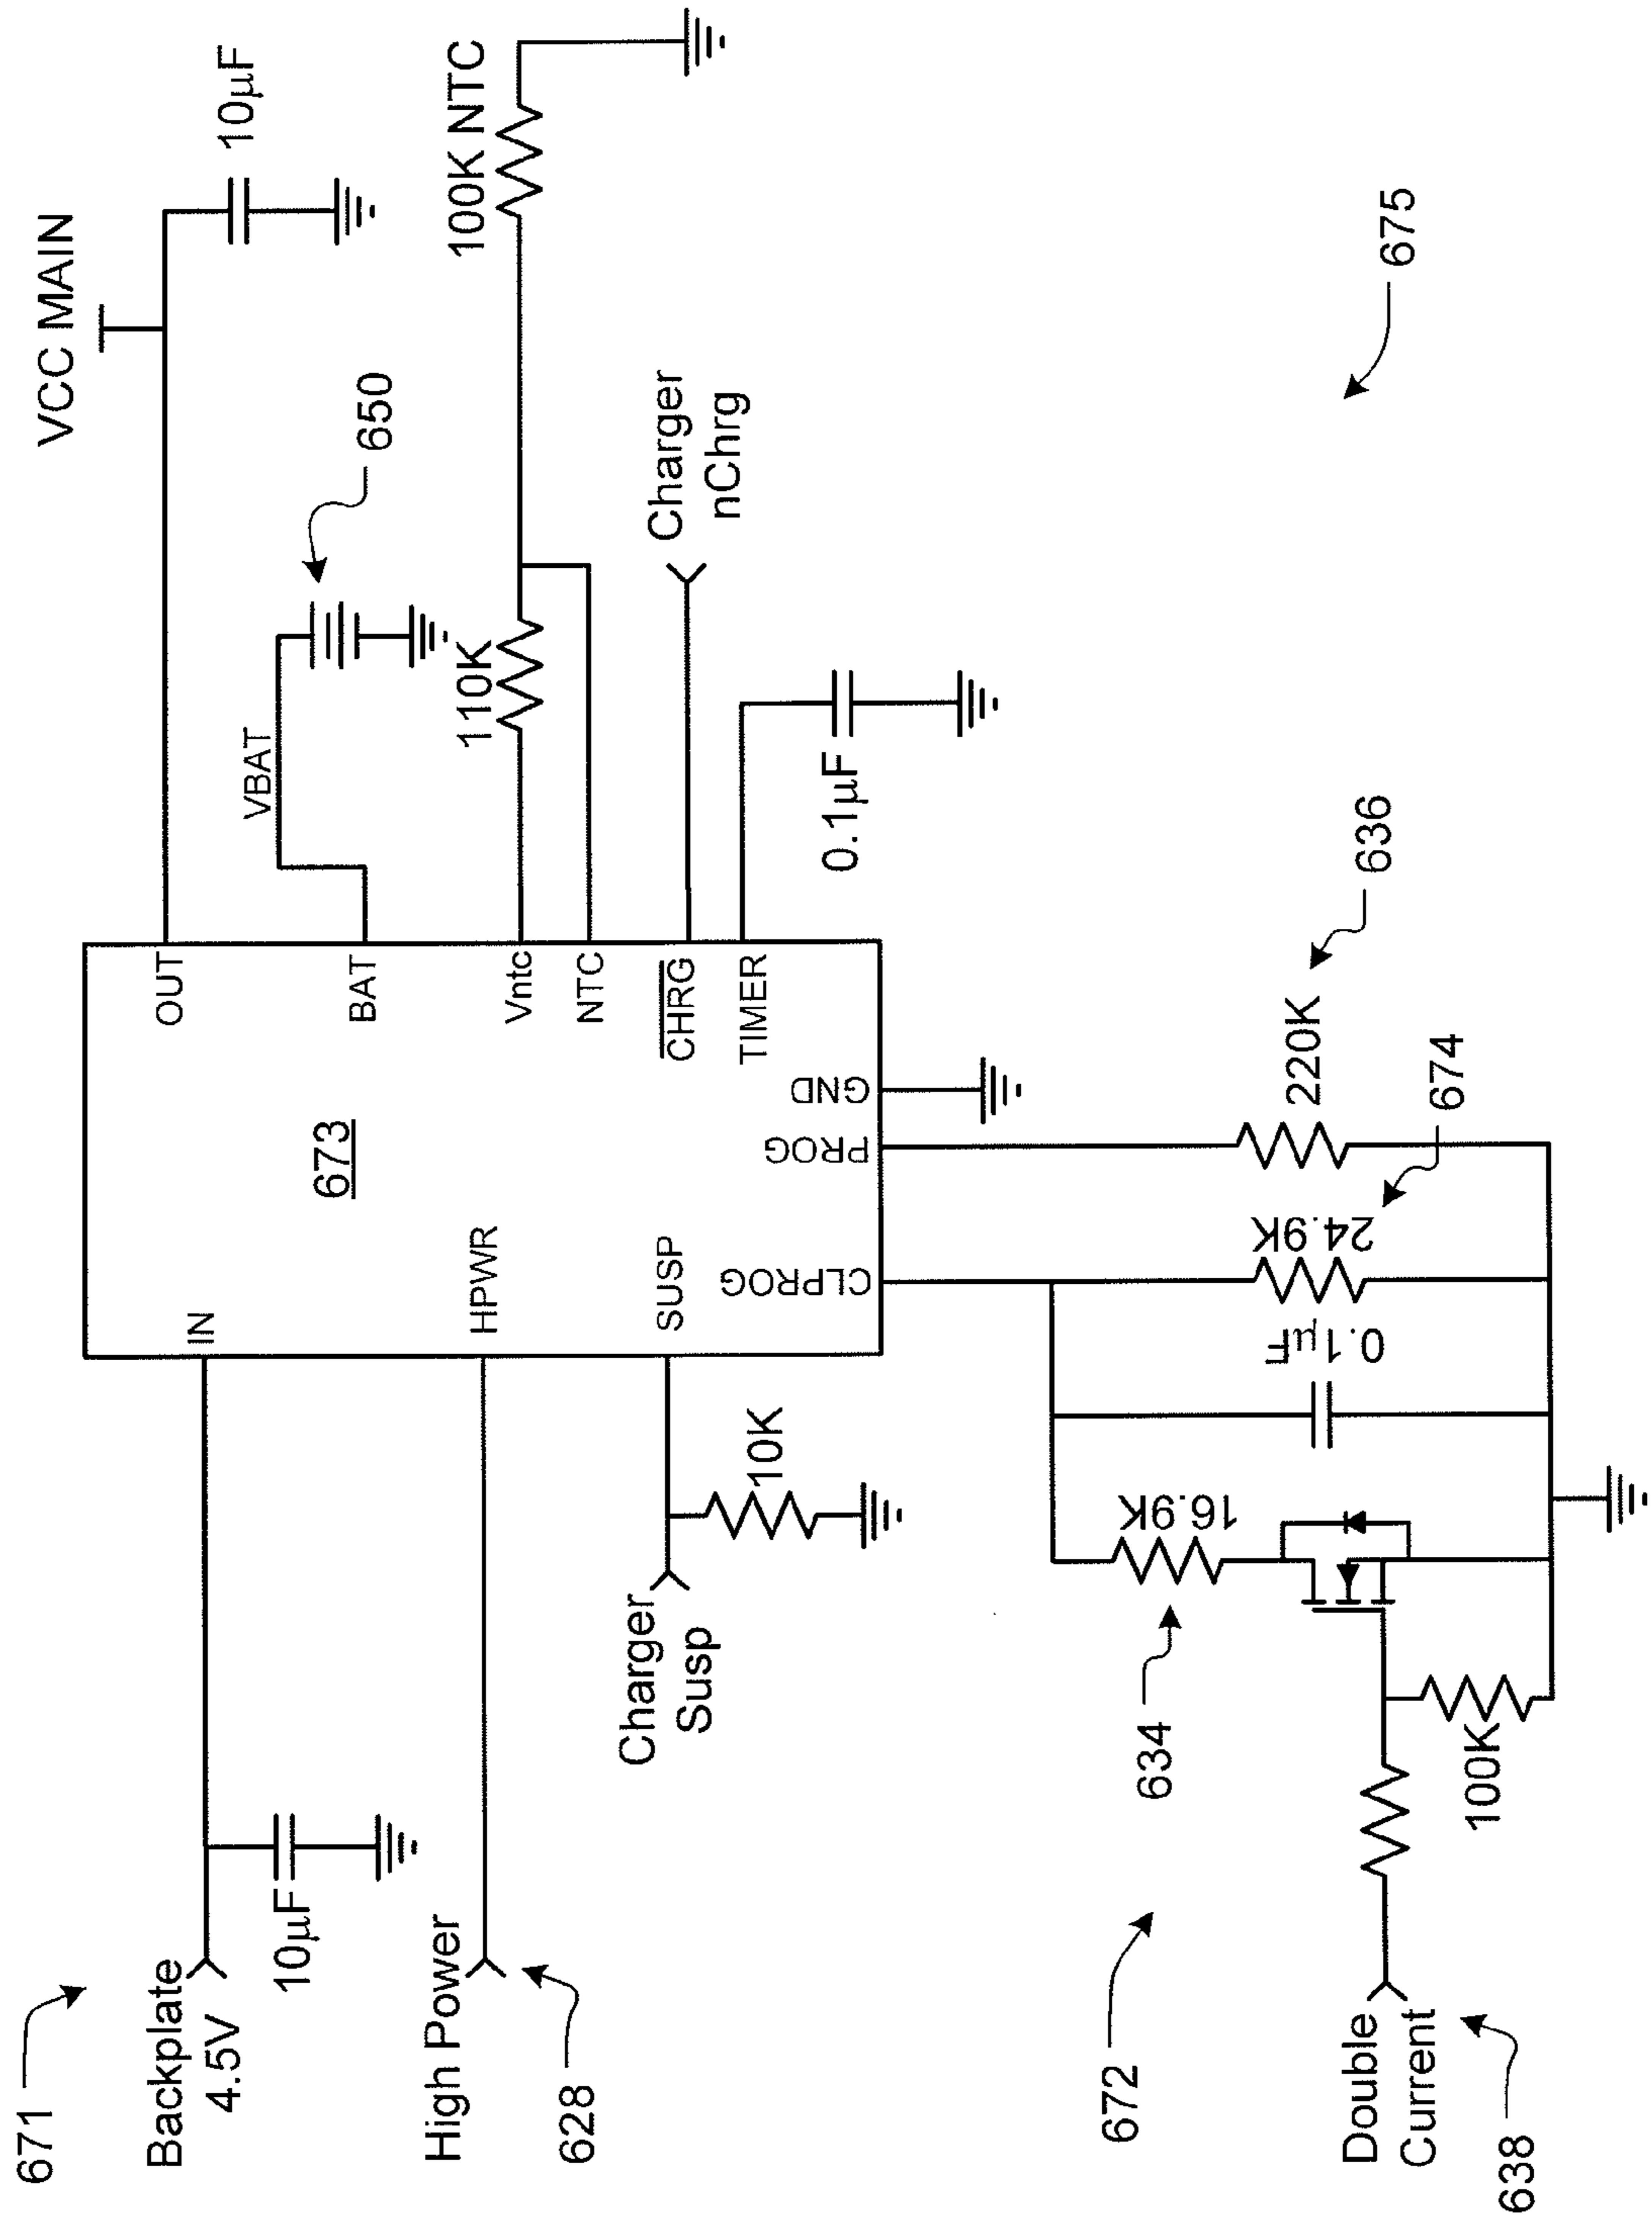 671
Backplate
4.5V
10µF
High Power
628
Charger
Susp
10K
IN
HPWR
SUSP
673
OUT
BAT
Vntc
NTC
CHRG
TIMER
GND
PROG
CLPROG
VCC MAIN
10µF
VBAT
650
110K
100K NTC
Charger
nChrg
0.1µF
675
672
634
16.9K
0.1µF
24.9K
674
220K
636
Double
Current
638
100K